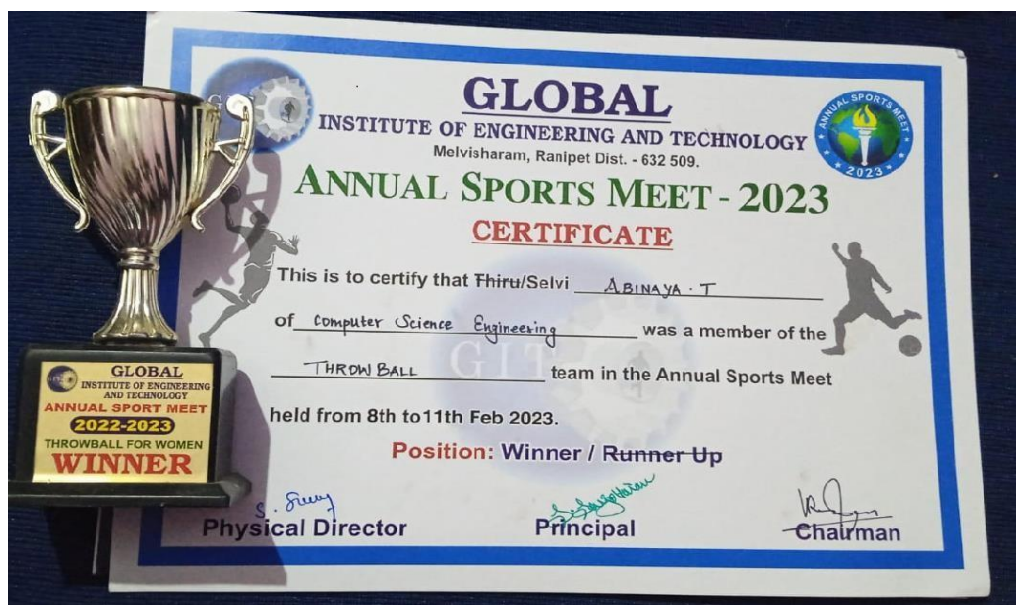 GLOBAL
INSTITUTE OF ENGINEERING AND TECHNOLOGY
Melvisharam, Ranipet Dist. - 632 509.
ANNUAL SPORTS MEET - 2023
CERTIFICATE
ANNUAL SPORTS MEET
2023
This is to certify that Thiru/Selvi ABINAYA. T
of Computer Science Engineering was a member of the
THROW BALL team in the Annual Sports Meet
held from 8th to11th Feb 2023.
Position: Winner / Runner Up
Physical Director Principal Chairman
GLOBAL
INSTITUTE OF ENGINEERING
AND TECHNOLOGY
ANNUAL SPORT MEET
2022-2023
THROWBALL FOR WOMEN
WINNER